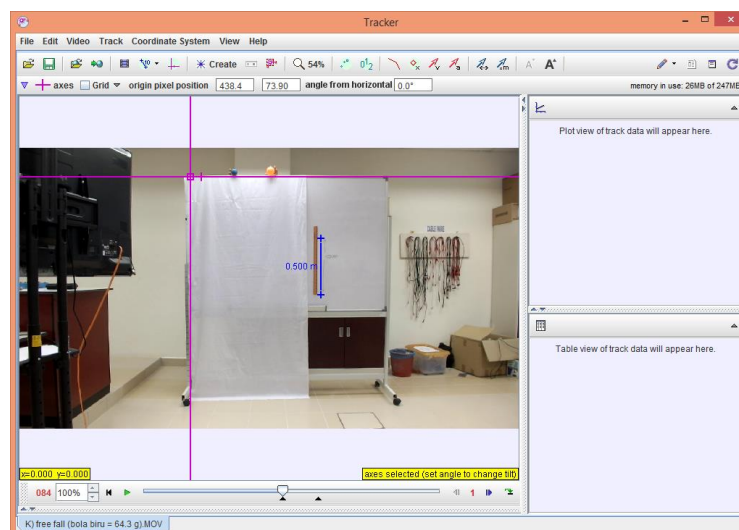 Tracker
File Edit Video Track Coordinate System View Help
Create 54%
axes Grid origin pixel position 438.4 73.90 angle from horizontal 0.0° memory in use: 26MB of 247MB
Plot view of track data will appear here.
0.500 m
Table view of track data will appear here.
x=0.000 y=0.000 axes selected (set angle to change tilt)
084 100% 1
K) free fall (bola biru = 64.3 g).MOV